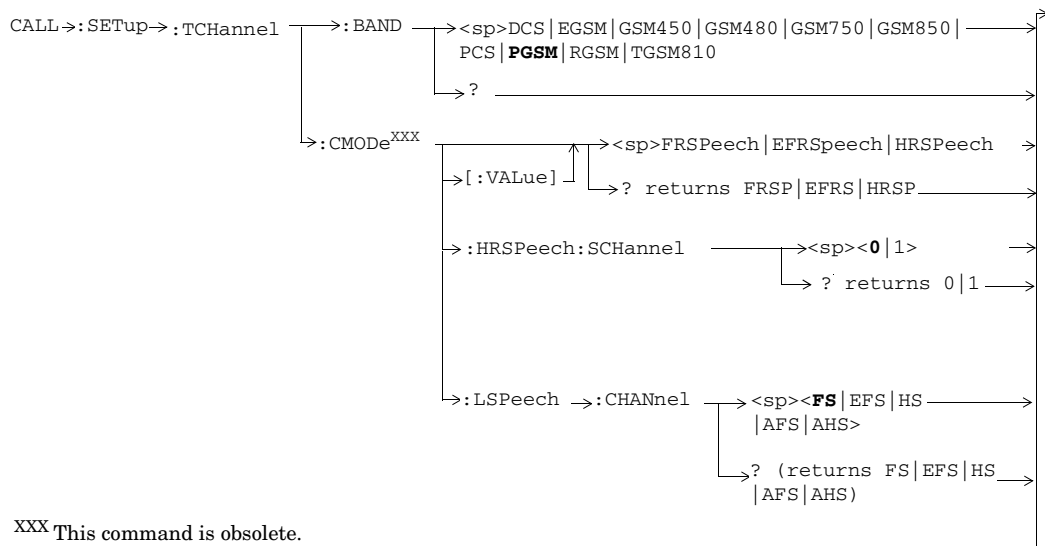 CALL :SETup :TCHannel :BAND <sp>DCS|EGSM|GSM450|GSM480|GSM750|GSM850|
PCS|PGSM|RGSM|TGSM810
?
:CMODeXXX <sp>FRSPeech|EFRSpeech|HRSPeech
[:VALue] ? returns FRSP|EFRS|HRSP
:HRSPeech:SCHannel <sp><0|1>
? returns 0|1
:LSPeech :CHANnel <sp><FS|EFS|HS
|AFS|AHS>
? (returns FS|EFS|HS
|AFS|AHS)
XXX This command is obsolete.